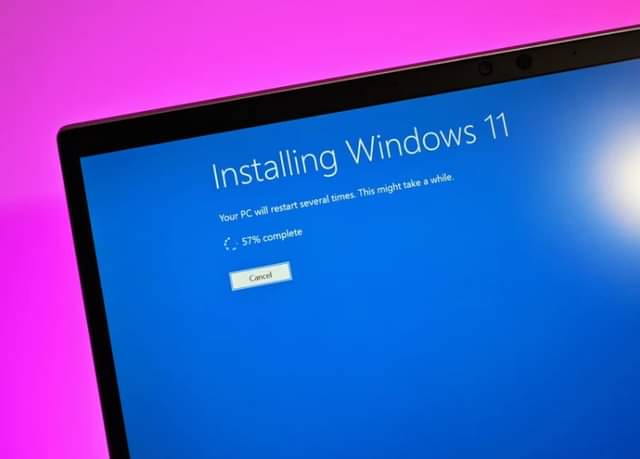 Installing Windows 11
Your PC will restart several times. This might take a while.
57% complete
Cancel